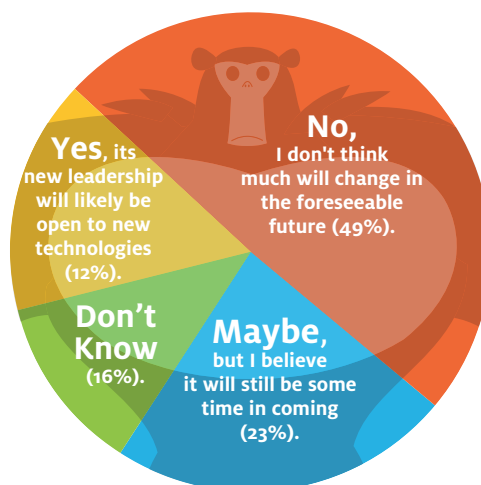 No,
I don't think
much will change in
the foreseeable
future (49%).
Yes, its
new leadership
will likely be
open to new
technologies
(12%).
Don't
Know
(16%).
Maybe,
but I believe
it will still be some
time in coming
(23%).